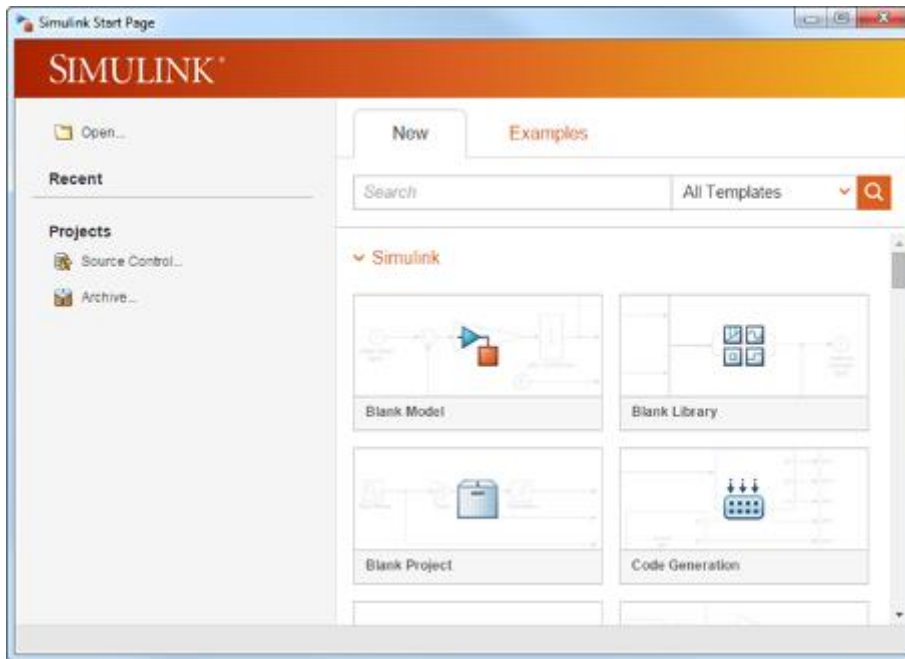 Simulink Start Page
SIMULINK®
Open...
Recent
Projects
Source Control...
Archive...
New
Examples
Search
All Templates
Simulink
Blank Model
Blank Library
Blank Project
Code Generation